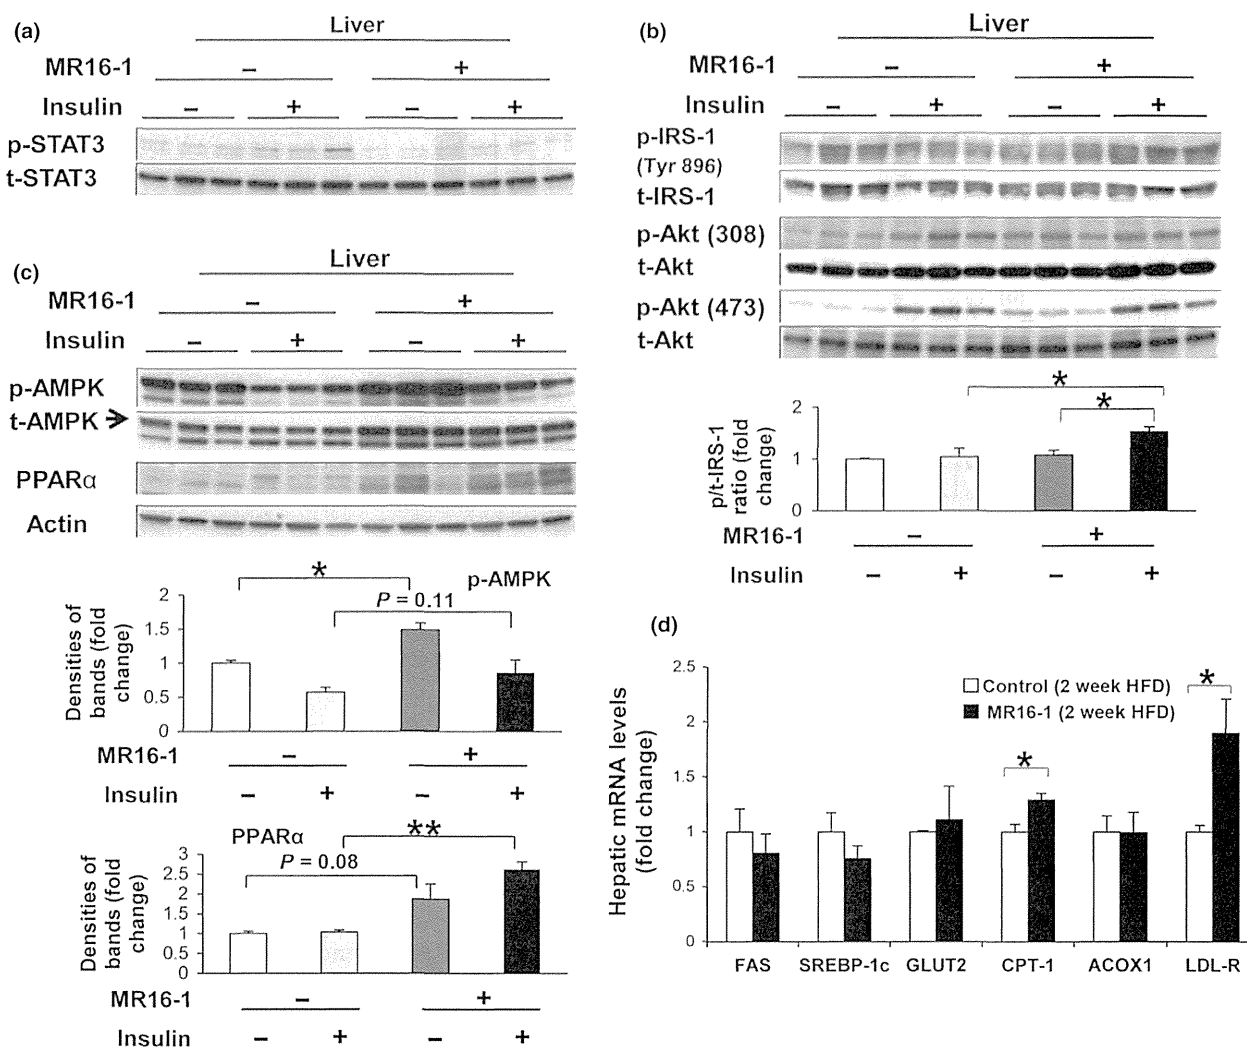 (a)
Liver
MR16-1 – +
Insulin – + – +
p-STAT3
t-STAT3
(b)
Liver
MR16-1 – +
Insulin – + – +
p-IRS-1
(Tyr 896)
t-IRS-1
p-Akt (308)
t-Akt
p-Akt (473)
t-Akt
* 
*
p/t-IRS-1
ratio (fold
change)
2
1
0
MR16-1 – +
Insulin – + – +
(c)
Liver
MR16-1 – +
Insulin – + – +
p-AMPK
t-AMPK
PPARα
Actin
p-AMPK
*
P = 0.11
Densities of
bands (fold
change)
2
1.5
1
0.5
0
MR16-1 – +
Insulin – + – +
PPARα
**
P = 0.08
Densities of
bands (fold
change)
3
2.5
2
1.5
1
0.5
0
MR16-1 – +
Insulin – + – +
(d)
Hepatic mRNA levels
(fold change)
2.5
2
1.5
1
0.5
0
Control (2 week HFD)
MR16-1 (2 week HFD)
*
*
FAS SREBP-1c GLUT2 CPT-1 ACOX1 LDL-R